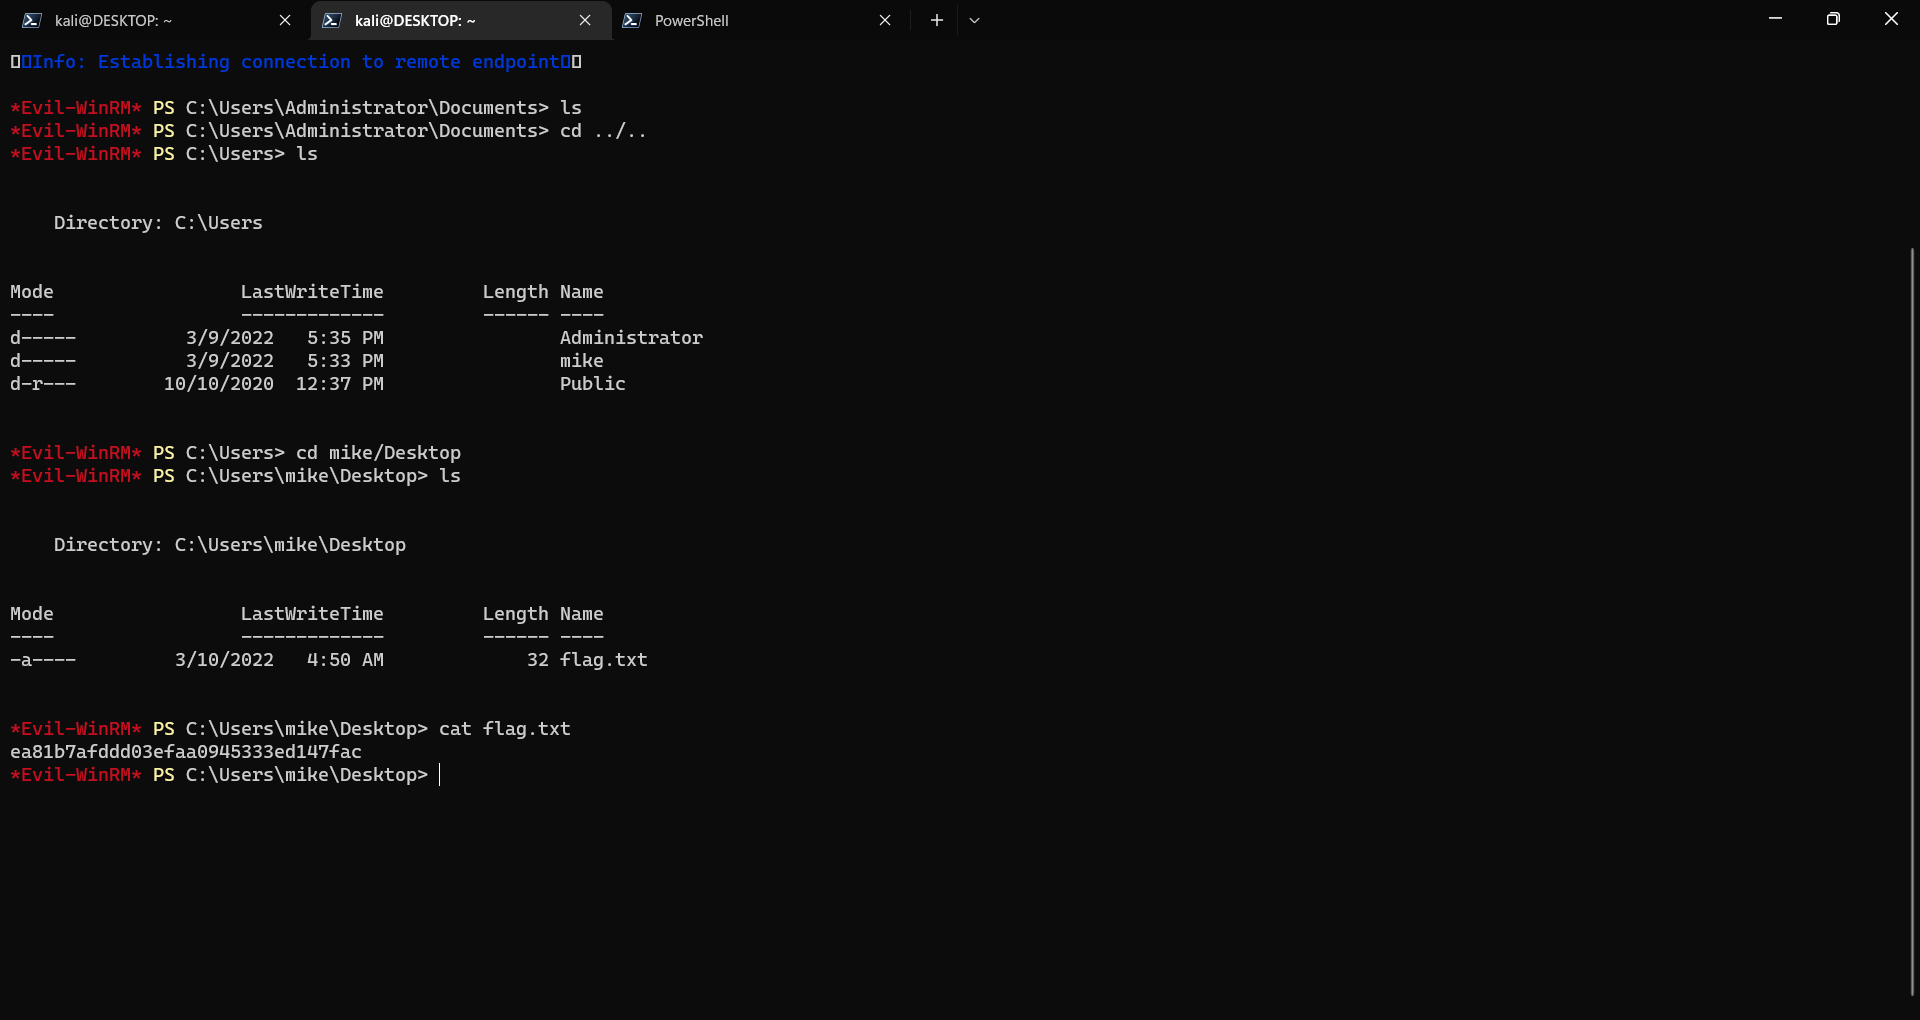 kali@DESKTOP: ~
kali@DESKTOP: ~
PowerShell
Info: Establishing connection to remote endpoint
*Evil-WinRM* PS C:\Users\Administrator\Documents> ls
*Evil-WinRM* PS C:\Users\Administrator\Documents> cd ../..
*Evil-WinRM* PS C:\Users> ls
Directory: C:\Users
Mode                 LastWriteTime         Length Name
----                 -------------         ------ ----
d-----          3/9/2022   5:35 PM                Administrator
d-----          3/9/2022   5:33 PM                mike
d-r---        10/10/2020  12:37 PM                Public
*Evil-WinRM* PS C:\Users> cd mike/Desktop
*Evil-WinRM* PS C:\Users\mike\Desktop> ls
Directory: C:\Users\mike\Desktop
Mode                 LastWriteTime         Length Name
----                 -------------         ------ ----
-a----         3/10/2022   4:50 AM             32 flag.txt
*Evil-WinRM* PS C:\Users\mike\Desktop> cat flag.txt
ea81b7afddd03efaa0945333ed147fac
*Evil-WinRM* PS C:\Users\mike\Desktop>